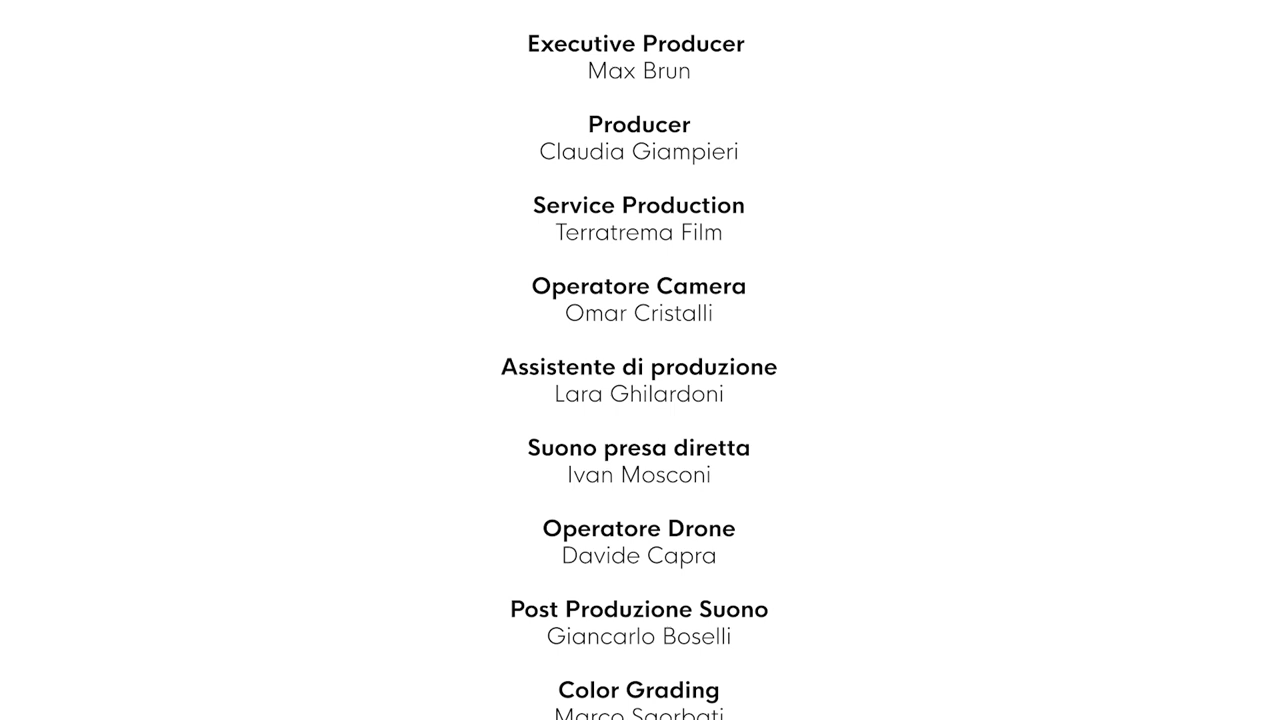 Executive Producer
Max Brun
Producer
Claudia Giampieri
Service Production
Terratrema Film
Operatore Camera
Omar Cristalli
Assistente di produzione
Lara Ghilardoni
Suono presa diretta
Ivan Mosconi
Operatore Drone
Davide Capra
Post Produzione Suono
Giancarlo Boselli
Color Grading
Marco